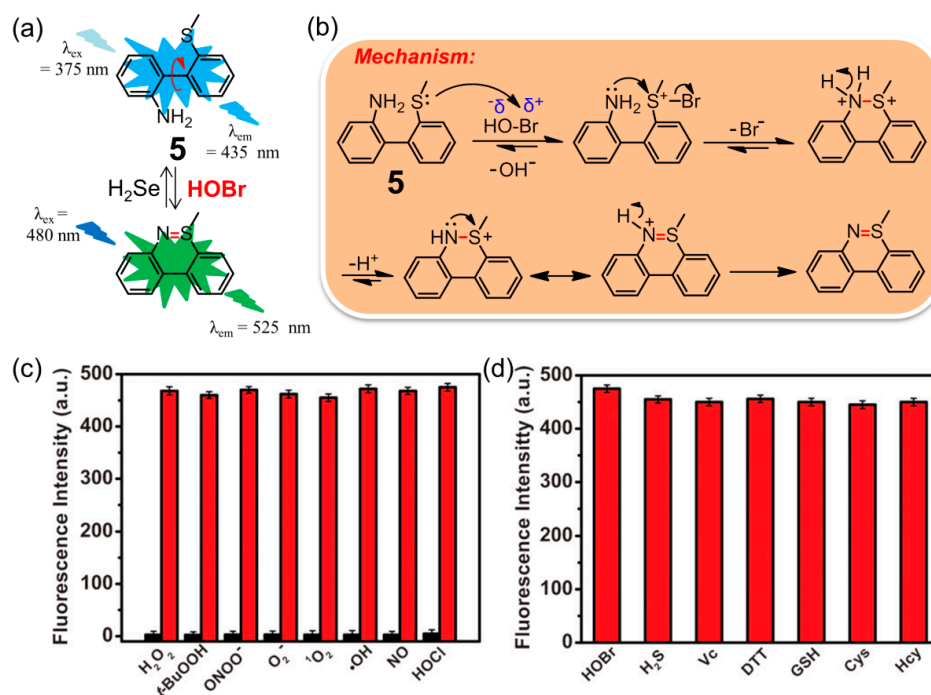 (a)
S
λex
= 375 nm
NH2
5
λem
= 435 nm
H2Se
HOBr
λex =
480 nm
N=S
λem = 525 nm
(b)
Mechanism:
NH2 S:
5
-δ δ+
HO-Br
-OH-
NH2 S+-Br
-Br-
H H
+N-S+
-H+
HN-S+
H N+=S
N=S
(c)
Fluorescence Intensity (a.u.)
500
400
300
200
100
0
H2O2
t-BuOOH
ONOO-
O2-
1O2
.OH
NO
HOCl
(d)
Fluorescence Intensitty (a.u.)
500
400
300
200
100
0
HOBr
H2S
Vc
DTT
GSH
Cys
Hcy